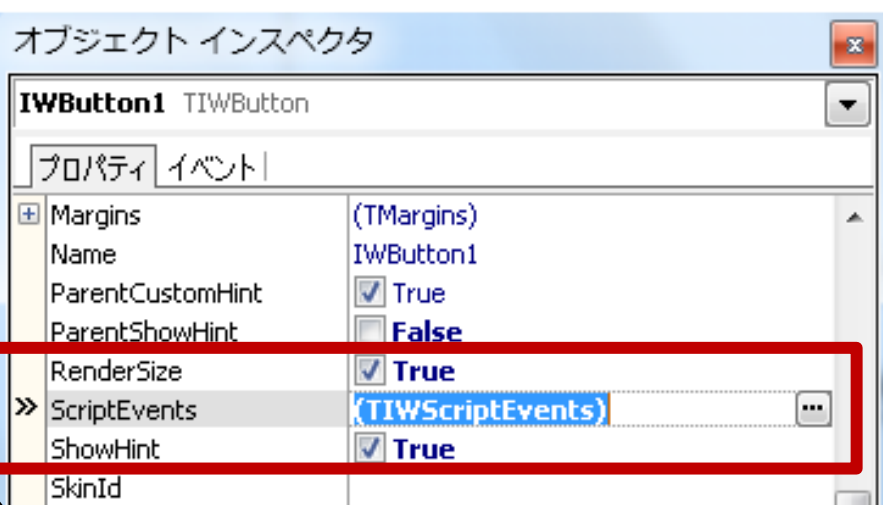 オブジェクト インスペクタ
IWButton1 TIWButton
プロパティ イベント
Margins (TMargins)
Name IWButton1
ParentCustomHint True
ParentShowHint False
RenderSize True
ScriptEvents (TIWScriptEvents)
ShowHint True
SkinId